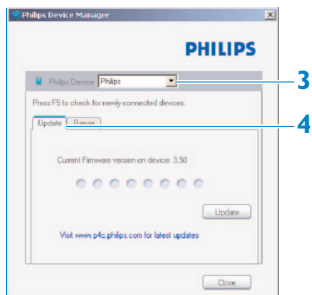 Philips Device Manager
PHILIPS
Philips Device: Philips
3
Press F5 to check for newly connected devices.
Update Repair
4
Current Firmware version on device: 3.50
Update
Visit www.p4c.philips.com for latest updates
Close